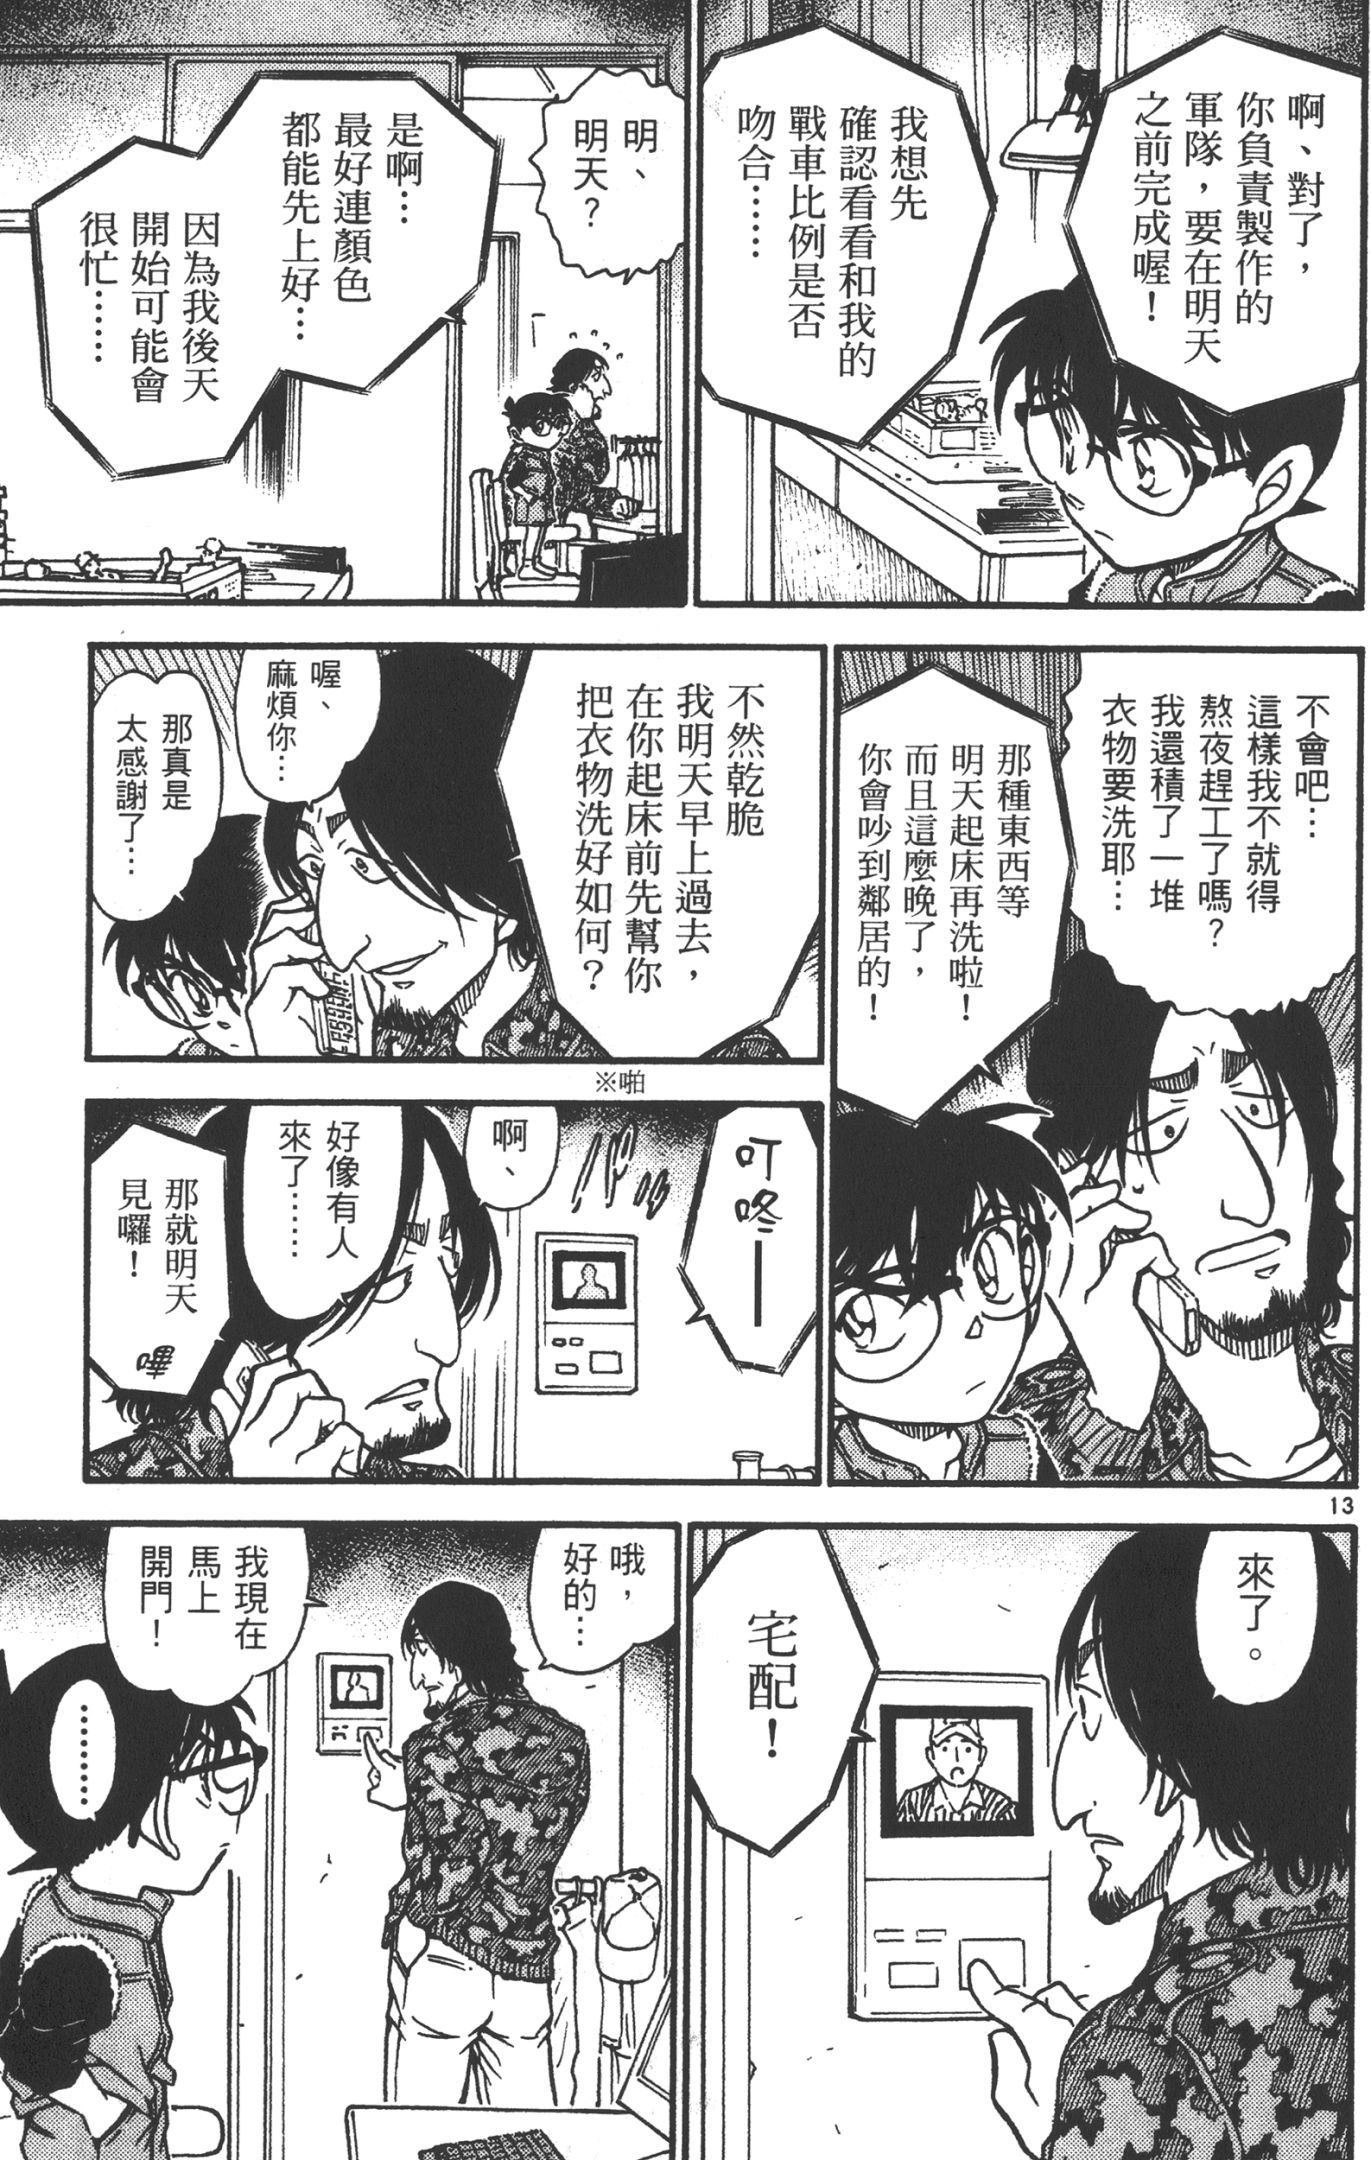 啊、對了，
你負責製作的
軍隊，要在明天
之前完成喔！
我想先
確認看看和我的
戰車比例是否
吻合……
明、
明天？
是啊…
最好連顏色
都能先上好…
因為我後天
開始可能會
很忙……
不會吧…
這樣我不就得
熬夜趕工了嗎？
我還積了一堆
衣物要洗耶…
那種東西等
明天起床再洗啦！
而且這麼晚了，
你會吵到鄰居的！
不然乾脆
我明天早上過去，
在你起床前先幫你
把衣物洗好如何？
喔、
麻煩你…
那真是
太感謝了…
※啪
叮咚——
啊、
好像有人
來了……
那就明天
見囉！
嗶
13
來了。
宅配！
哦，
好的…
我現在
馬上
開門！
………